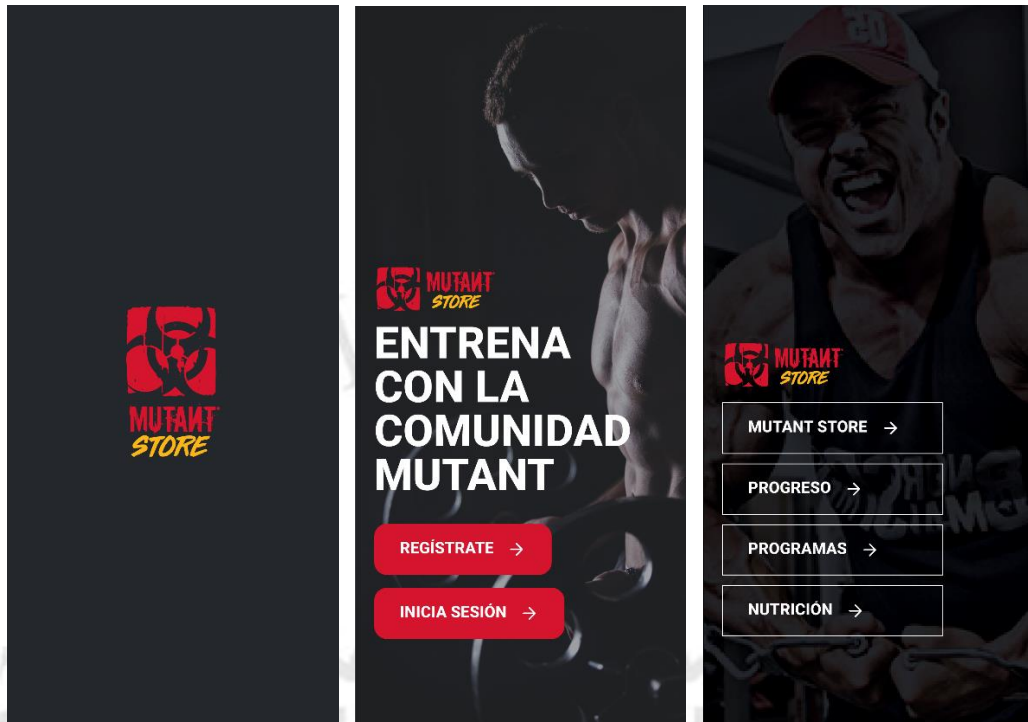 MUTANT
STORE
MUTANT
STORE
ENTRENA
CON LA
COMUNIDAD
MUTANT
REGÍSTRATE →
INICIA SESIÓN →
MUTANT
STORE
MUTANT STORE →
PROGRESO →
PROGRAMAS →
NUTRICIÓN →